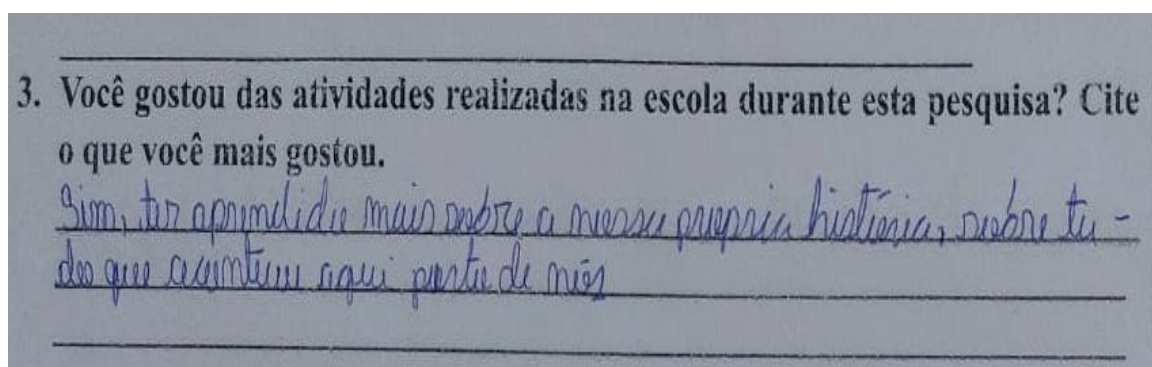 3. Você gostou das atividades realizadas na escola durante esta pesquisa? Cite
o que você mais gostou.
Sim, ter aprendido mais sobre a nossa propria história, sobre tu-
do que aconteceu aqui perto de nós